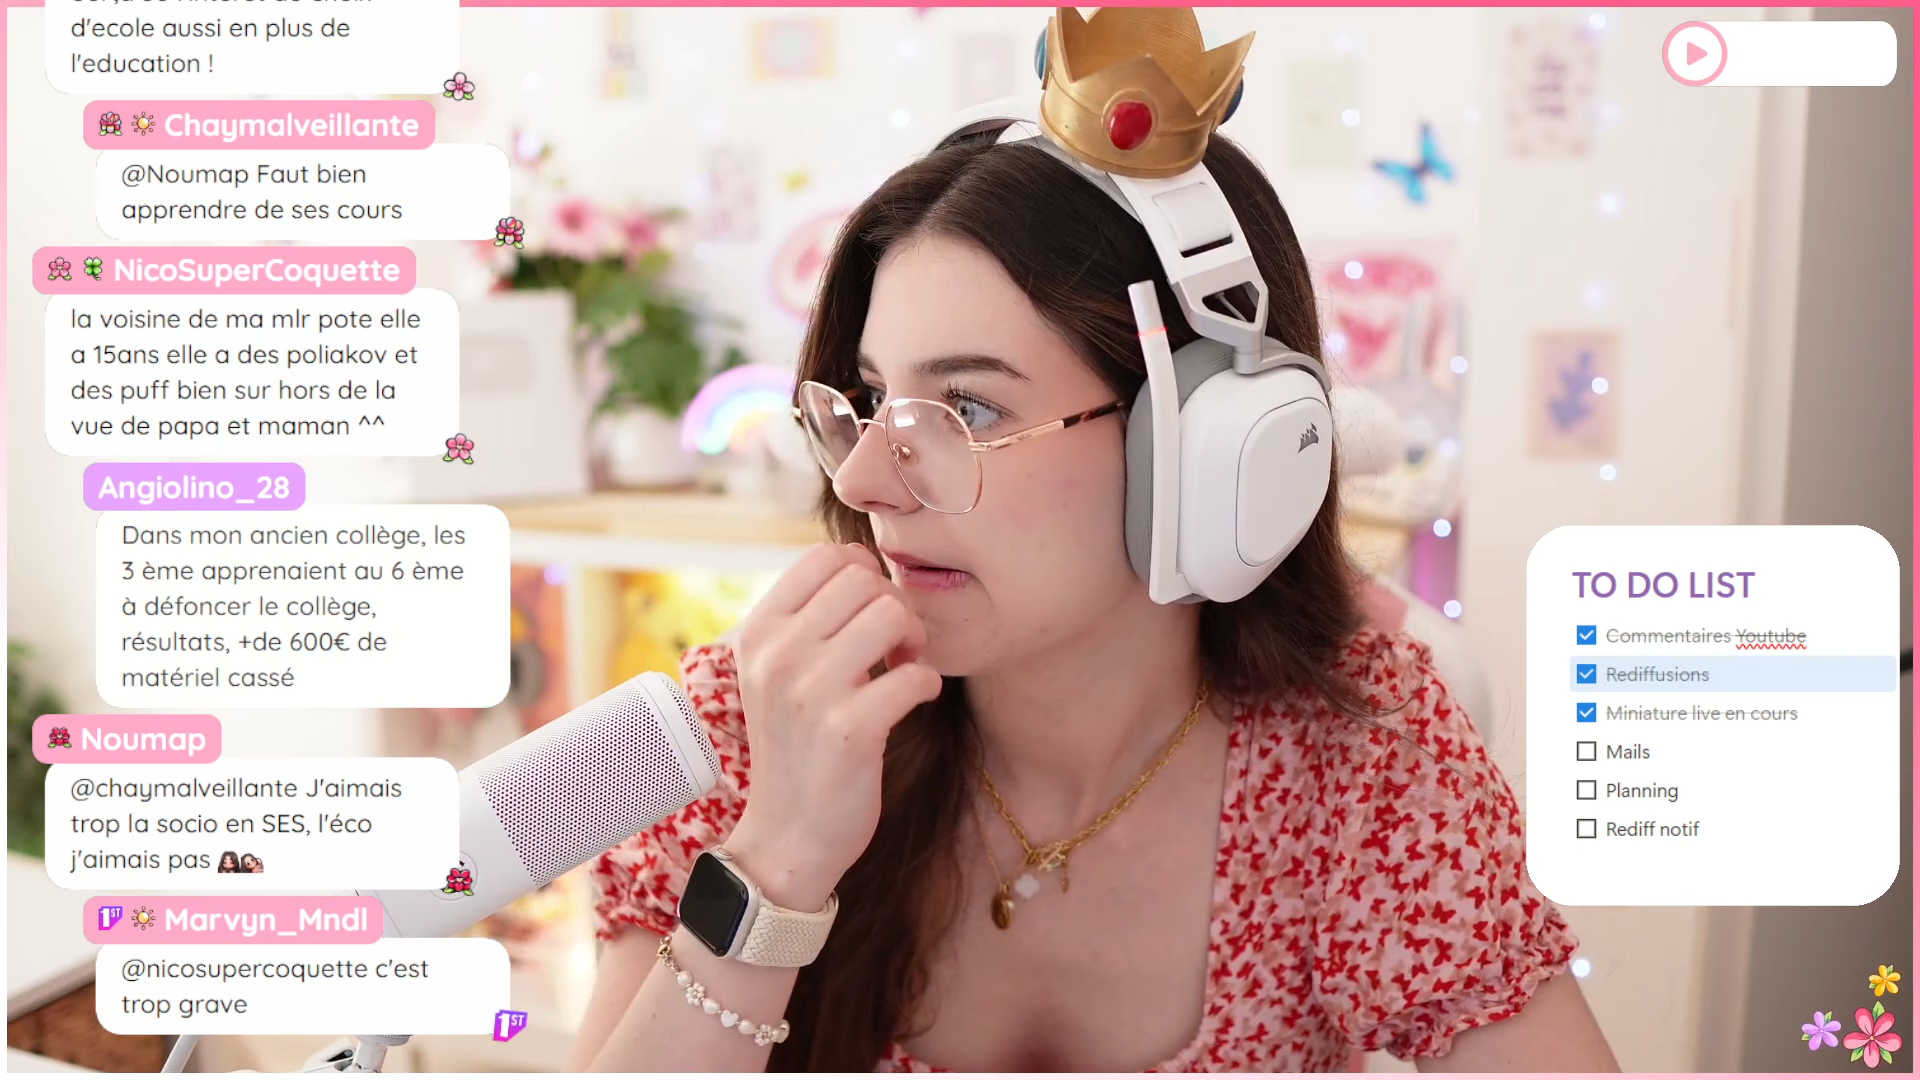 d'ecole aussi en plus de
l'education !
Chaymalveillante
@Noumap Faut bien
apprendre de ses cours
NicoSuperCoquette
la voisine de ma mlr pote elle
a 15ans elle a des poliakov et
des puff bien sur hors de la
vue de papa et maman ^^
Angiolino_28
Dans mon ancien collège, les
3 ème apprenaient au 6 ème
à défoncer le collège,
résultats, +de 600€ de
matériel cassé
Noumap
@chaymalveillante J'aimais
trop la socio en SES, l'éco
j'aimais pas
1ST Marvyn_Mndl
@nicosupercoquette c'est
trop grave
1ST
TO DO LIST
Commentaires Youtube
Rediffusions
Miniature live en cours
Mails
Planning
Rediff notif